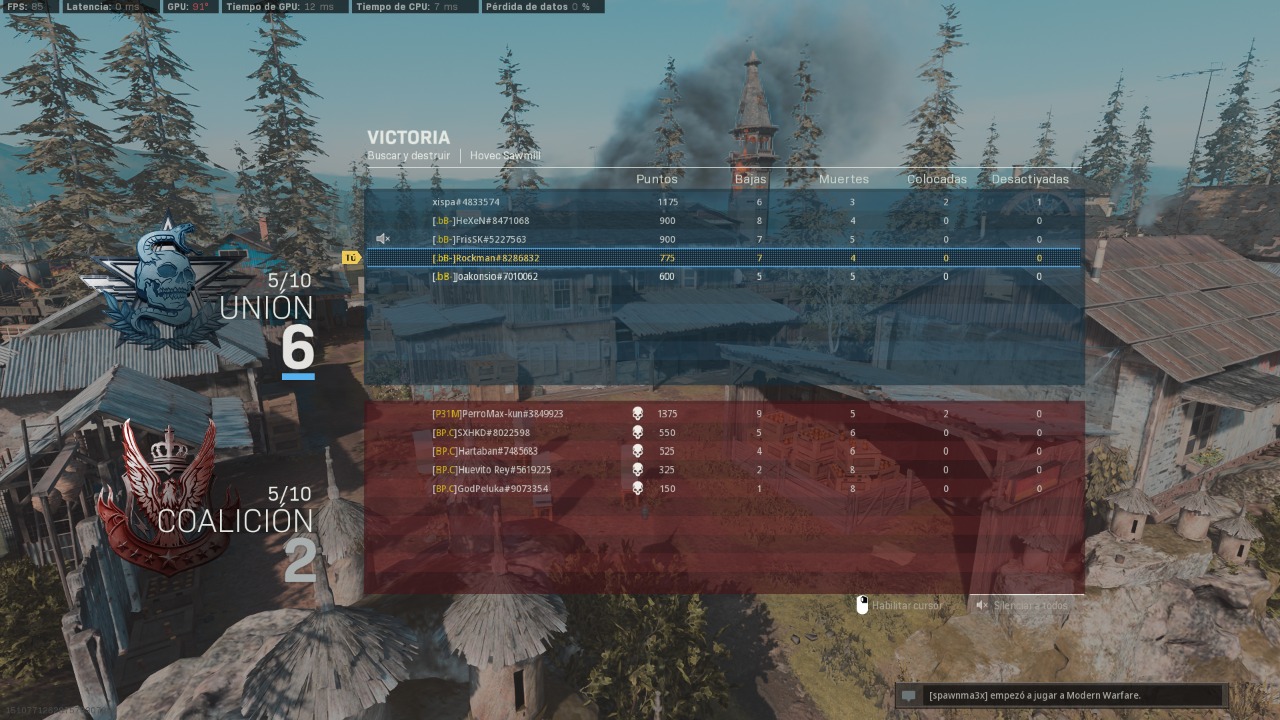 FPS: 85 Latencia: 0 ms GPU: 91° Tiempo de GPU: 12 ms Tiempo de CPU: 7 ms Pérdida de datos 0 %
VICTORIA
Buscar y destruir | Hovec Sawmill
Puntos Bajas Muertes Colocadas Desactivadas
xispa#4833574 1175 6 3 2 1
[.bB-]HeXeN#8471068 900 8 4 0 0
[.bB-]FrisSK#5227563 900 7 5 0 0
Tú [.bB-]Rockman#8286832 775 7 4 0 0
[.bB-]Joakonsio#7010062 600 5 5 0 0
5/10
UNIÓN
6
[P31M]PerroMax-kun#3849923 1375 9 5 2 0
[BP.C]SXHKD#8022598 550 5 6 0 0
[BP.C]Hartaban#7485683 525 4 6 0 0
[BP.C]Huevito Rey#5619225 325 2 8 0 0
[BP.C]GodPeluka#9073354 150 1 8 0 0
5/10
COALICIÓN
2
Habilitar cursor Silenciar a todos
[spawnma3x] empezó a jugar a Modern Warfare.